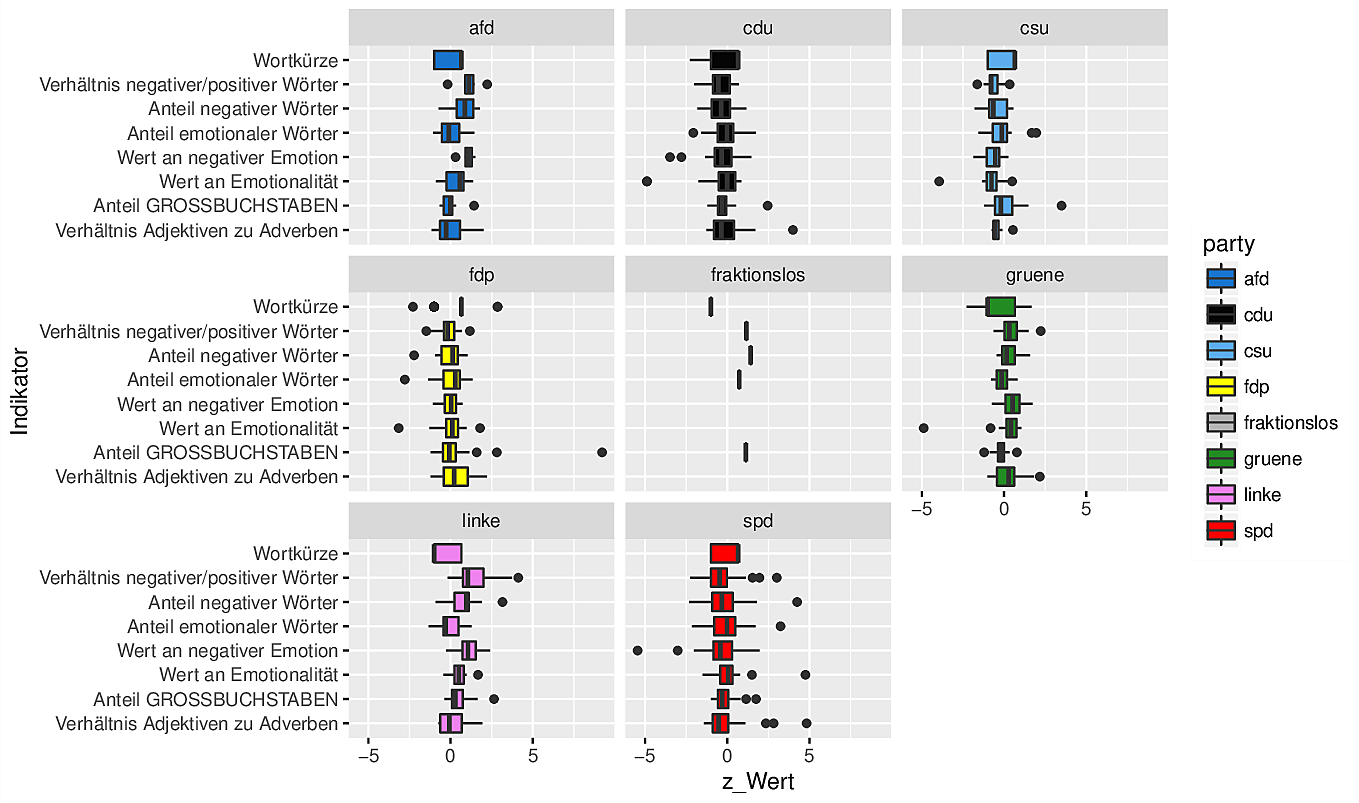 afd cdu csu
Wortkürze
Verhältnis negativer/positiver Wörter
Anteil negativer Wörter
Anteil emotionaler Wörter
Wert an negativer Emotion
Wert an Emotionalität
Anteil GROSSBUCHSTABEN
Verhältnis Adjektiven zu Adverben
fdp fraktionslos gruene
Wortkürze
Verhältnis negativer/positiver Wörter
Anteil negativer Wörter
Anteil emotionaler Wörter
Wert an negativer Emotion
Wert an Emotionalität
Anteil GROSSBUCHSTABEN
Verhältnis Adjektiven zu Adverben
−5 0 5
linke spd
Wortkürze
Verhältnis negativer/positiver Wörter
Anteil negativer Wörter
Anteil emotionaler Wörter
Wert an negativer Emotion
Wert an Emotionalität
Anteil GROSSBUCHSTABEN
Verhältnis Adjektiven zu Adverben
−5 0 5 −5 0 5
z_Wert
Indikator
party
afd
cdu
csu
fdp
fraktionslos
gruene
linke
spd